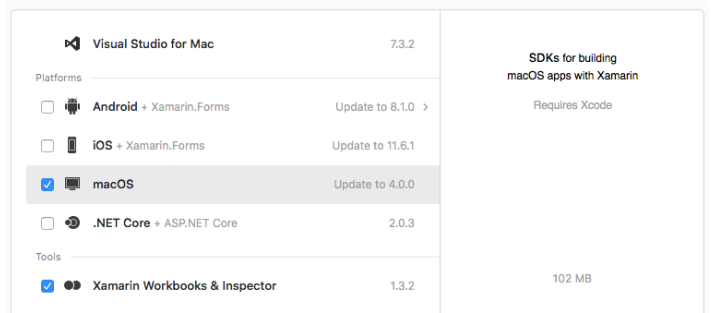 Visual Studio for Mac 7.3.2
Platforms
Android + Xamarin.Forms Update to 8.1.0 >
iOS + Xamarin.Forms Update to 11.6.1
macOS Update to 4.0.0
.NET Core + ASP.NET Core 2.0.3
Tools
Xamarin Workbooks & Inspector 1.3.2
SDKs for building
macOS apps with Xamarin
Requires Xcode
102 MB